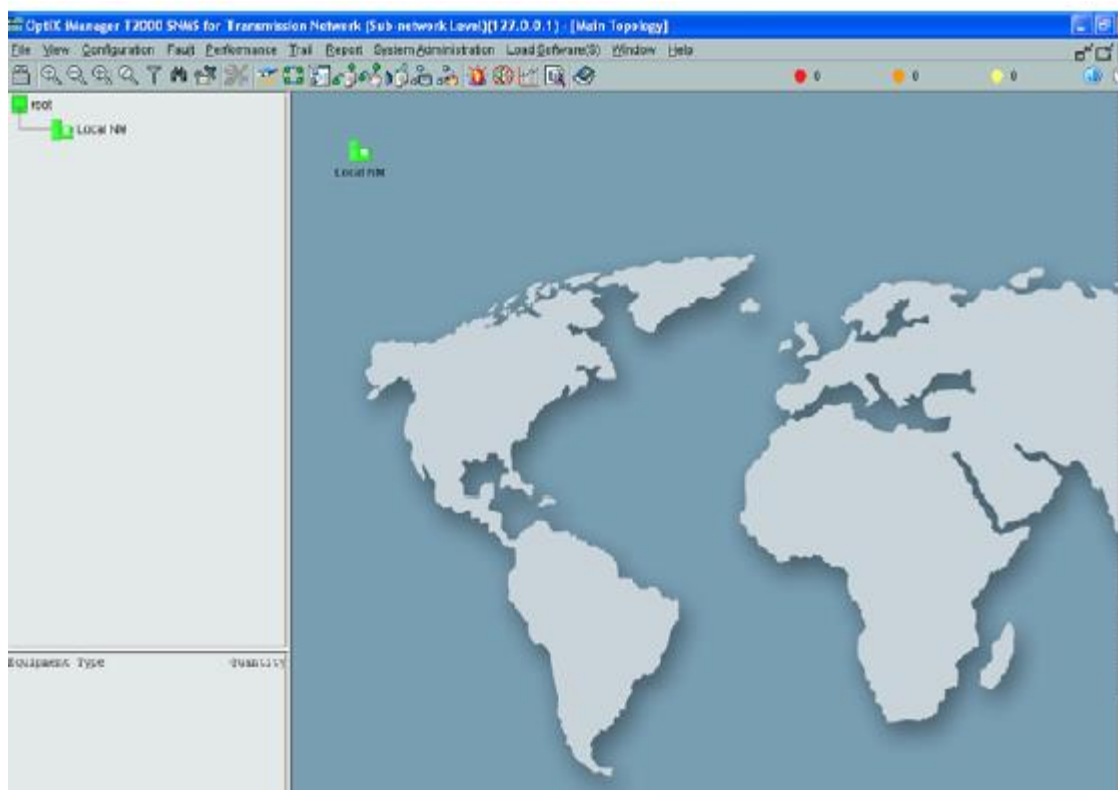 OptiX iManager T2000 SNMS for Transmission Network (Sub-network Level)(127.0.0.1) - [Main Topology]
File View Configuration Fault Performance Trail Report System Administration Load Software(S) Window Help
0 0 0
root
Local NM
Local NM
Equipment Type Quantity